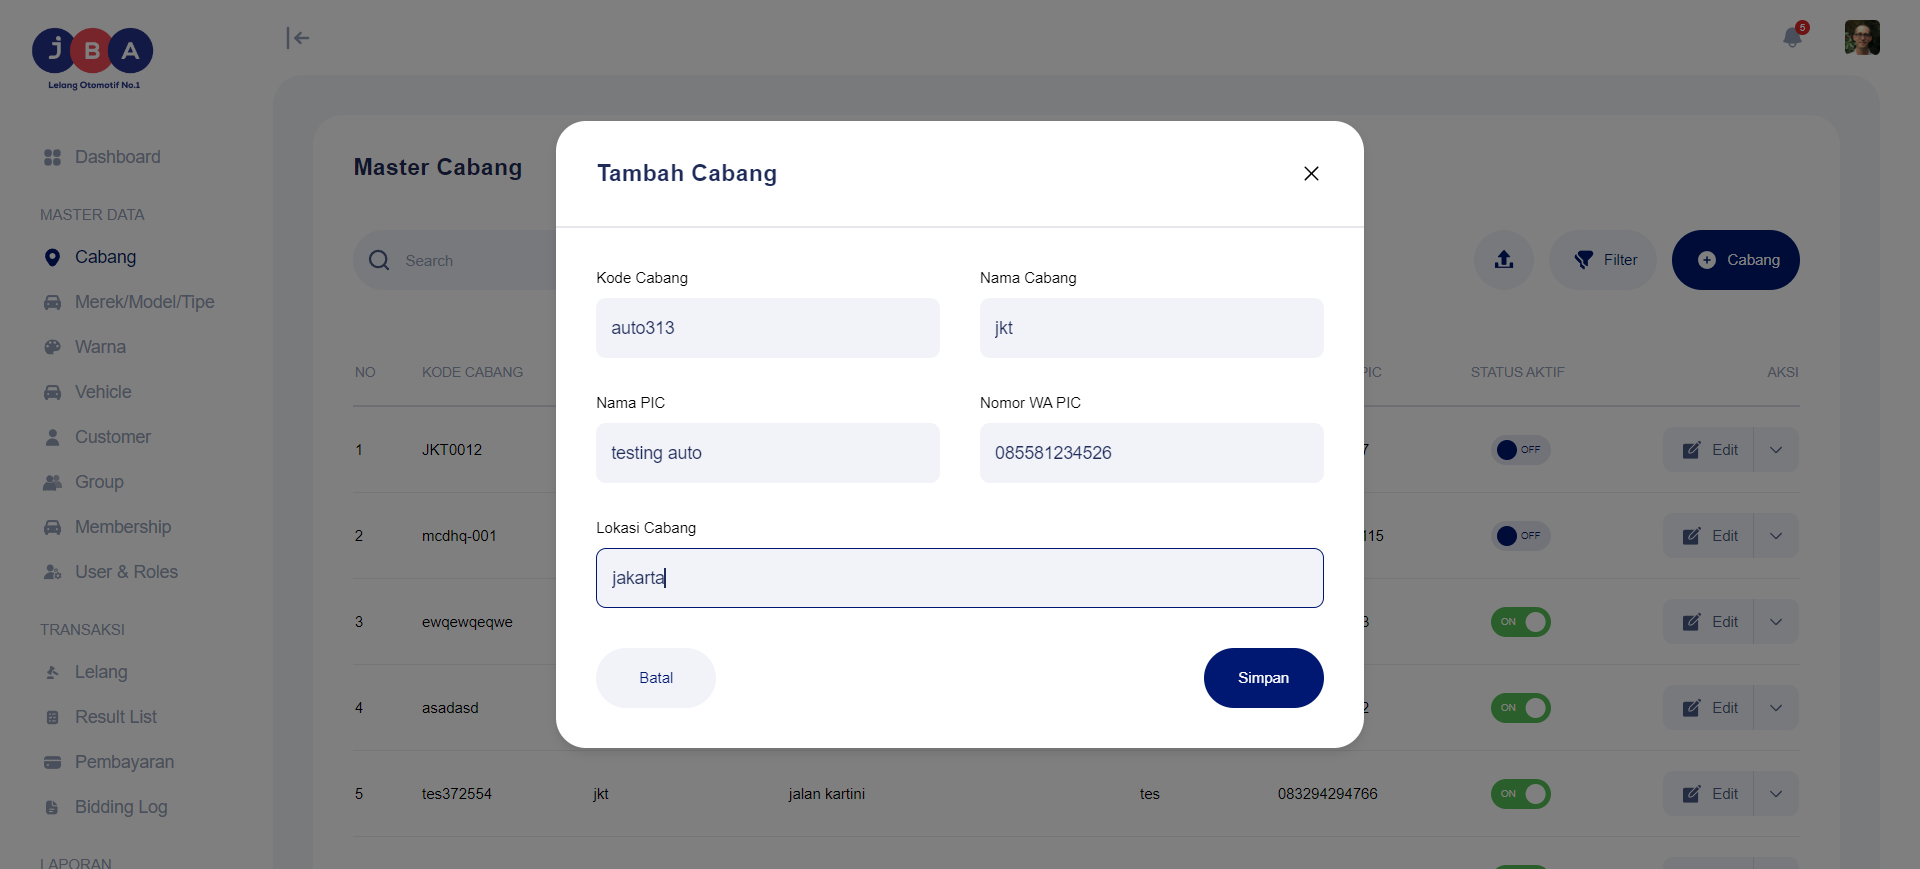 JBA
Lelang Otomotif No.1
5
Dashboard
MASTER DATA
Cabang
Merek/Model/Tipe
Warna
Vehicle
Customer
Group
Membership
User & Roles
TRANSAKSI
Lelang
Result List
Pembayaran
Bidding Log
LAPORAN
Master Cabang
Search
Filter
Cabang
NO KODE CABANG PIC STATUS AKTIF AKSI
1 JKT0012 7 OFF Edit
2 mcdhq-001 115 OFF Edit
3 ewqewqeqwe 3 ON Edit
4 asadasd 2 ON Edit
5 tes372554 jkt jalan kartini tes 083294294766 ON Edit
Tambah Cabang
Kode Cabang
auto313
Nama Cabang
jkt
Nama PIC
testing auto
Nomor WA PIC
085581234526
Lokasi Cabang
jakarta
Batal
Simpan